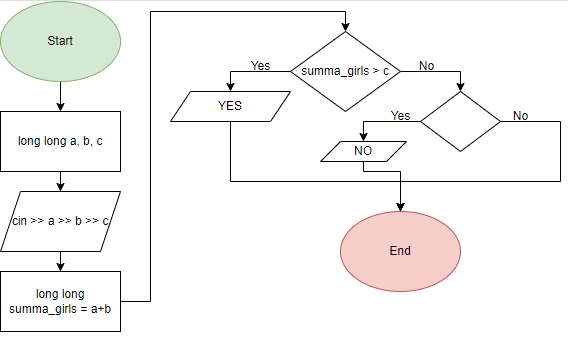 Start
long long a, b, c
cin >> a >> b >> c
long long
summa_girls = a+b
summa_girls > c
Yes
No
YES
Yes
No
NO
End